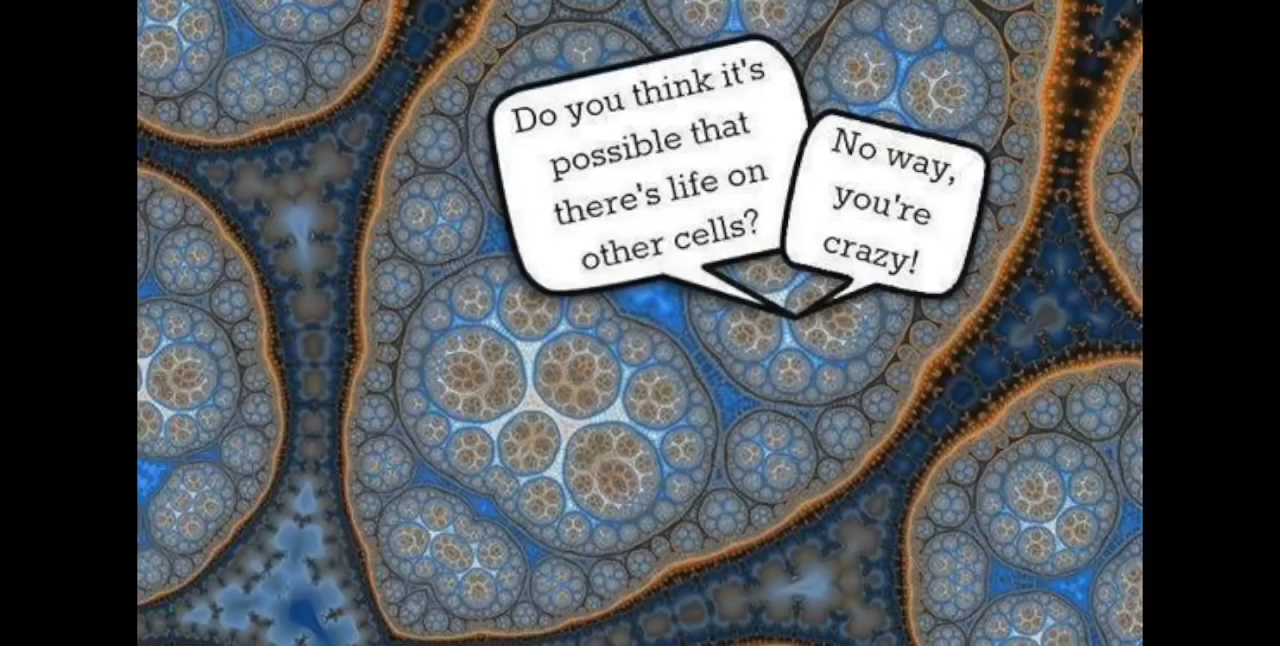 Do you think it's
possible that
there's life on
other cells?
No way,
you're
crazy!